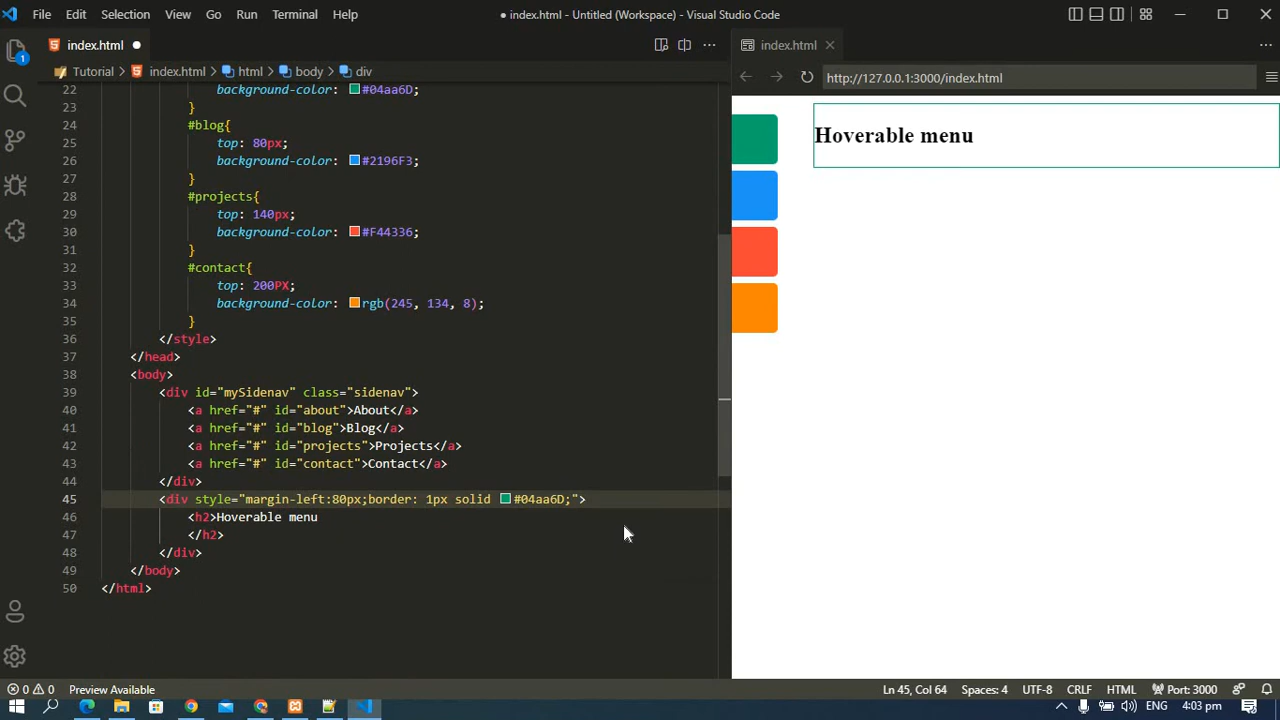 File Edit Selection View Go Run Terminal Help
● index.html - Untitled (Workspace) - Visual Studio Code
index.html ●
index.html
Tutorial > index.html > html > body > div
http://127.0.0.1:3000/index.html
1
22 background-color: #04aa6D;
23 }
24 #blog{
25 top: 80px;
26 background-color: #2196F3;
27 }
28 #projects{
29 top: 140px;
30 background-color: #F44336;
31 }
32 #contact{
33 top: 200PX;
34 background-color: rgb(245, 134, 8);
35 }
36 </style>
37 </head>
38 <body>
39 <div id="mySidenav" class="sidenav">
40 <a href="#" id="about">About</a>
41 <a href="#" id="blog">Blog</a>
42 <a href="#" id="projects">Projects</a>
43 <a href="#" id="contact">Contact</a>
44 </div>
45 <div style="margin-left:80px;border: 1px solid #04aa6D;">
46 <h2>Hoverable menu
47 </h2>
48 </div>
49 </body>
50 </html>
Hoverable menu
0 0 Preview Available
Ln 45, Col 64 Spaces: 4 UTF-8 CRLF HTML Port: 3000
ENG 4:03 pm